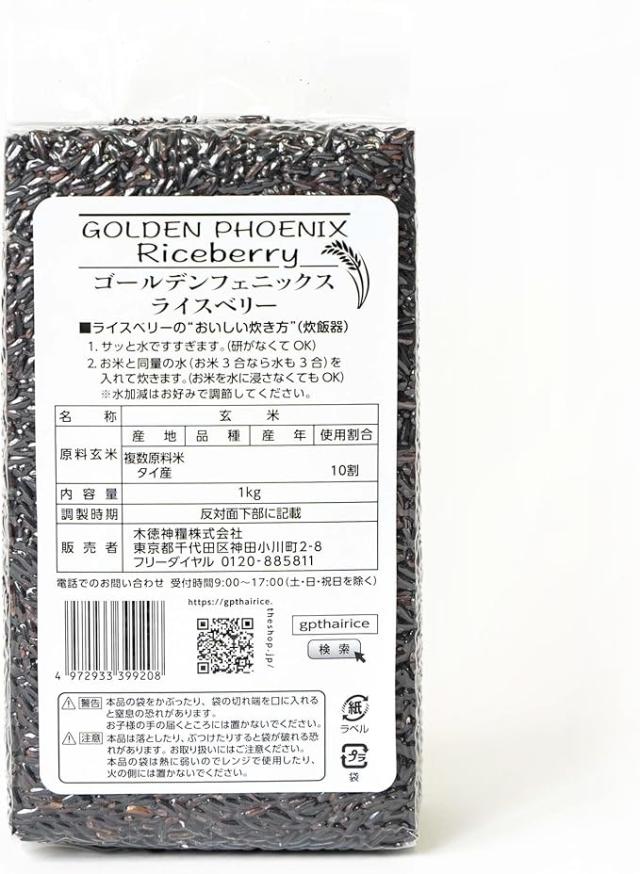 GOLDEN PHOENIX
Riceberry
ゴールデンフェニックス
ライスベリー
■ライスベリーの“おいしい炊き方”(炊飯器)
1. サッと水ですすぎます。(研がなくてOK)
2. お米と同量の水(お米3合なら水も3合)を
入れて炊きます。(お米を水に浸さなくてもOK)
※水加減はお好みで調節してください。
名称 玄米
原料玄米 産地 品種 産年 使用割合
複数原料米
タイ産 10割
内容量 1kg
調製時期 反対面下部に記載
販売者 木徳神糧株式会社
東京都千代田区神田小川町2-8
フリーダイヤル 0120-885811
電話でのお問い合わせ 受付時間9:00〜17:00(土・日・祝日を除く)
https://gpthairice.
theshop.jp/
gpthairice
検索
4 972933 399208
警告 本品の袋をかぶったり、袋の切れ端を口に入れる
と窒息の恐れがあります。
お子様の手の届くところには置かないでください。
注意 本品は落としたり、ぶつけたりすると袋が破れる恐
れがあります。お取り扱いにはご注意ください。
本品の袋は熱に弱いのでレンジで使用したり、
火の側には置かないでください。
紙
ラベル
プラ
袋